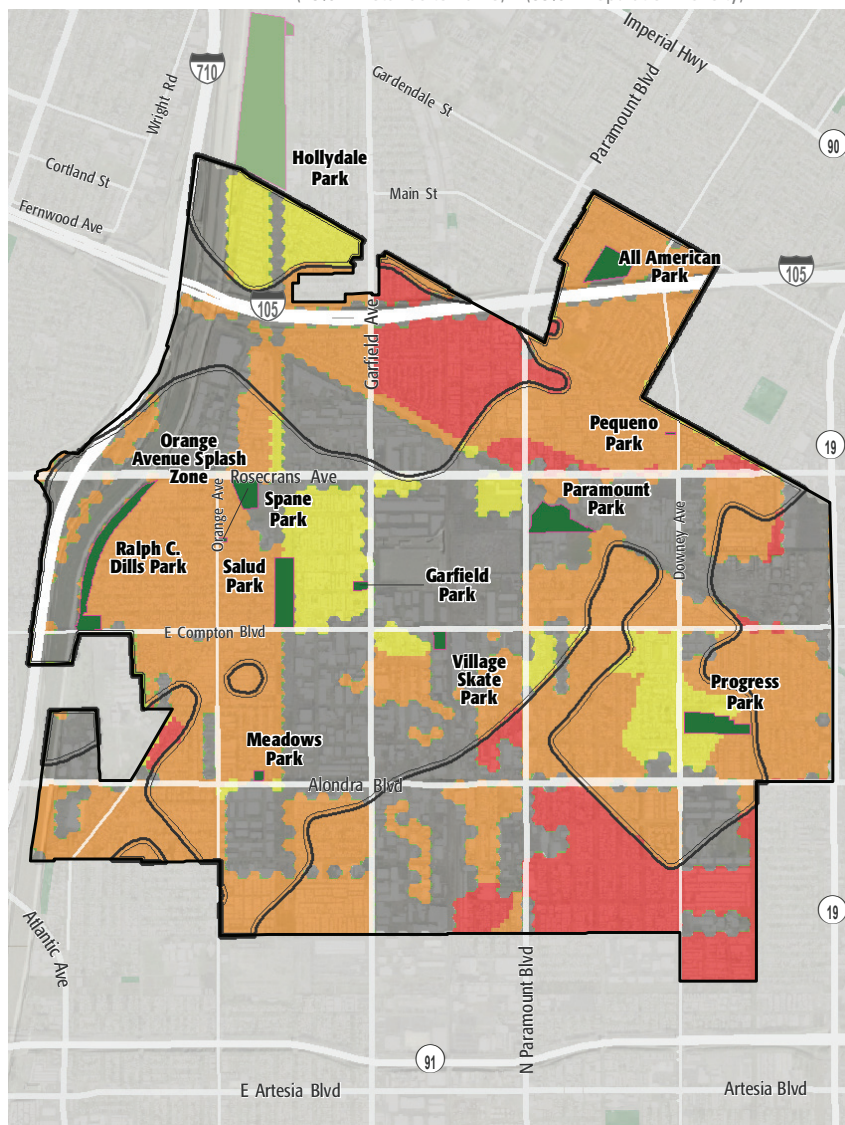 Imperial Hwy
710
Wright Rd
Gardendale St
Paramount Blvd
90
Hollydale
Park
Cortland St
Main St
Fernwood Ave
All American
Park
105
105
Garfield Ave
Pequeno
Park
19
Orange
Avenue Splash
Zone
Rosecrans Ave
Orange Ave
Spane
Park
Paramount
Park
Downey Ave
Ralph C.
Dills Park
Salud
Park
Garfield
Park
E Compton Blvd
Village
Skate
Park
Progress
Park
Meadows
Park
Alondra Blvd
19
Atlantic Ave
N Paramount Blvd
91
E Artesia Blvd
Artesia Blvd